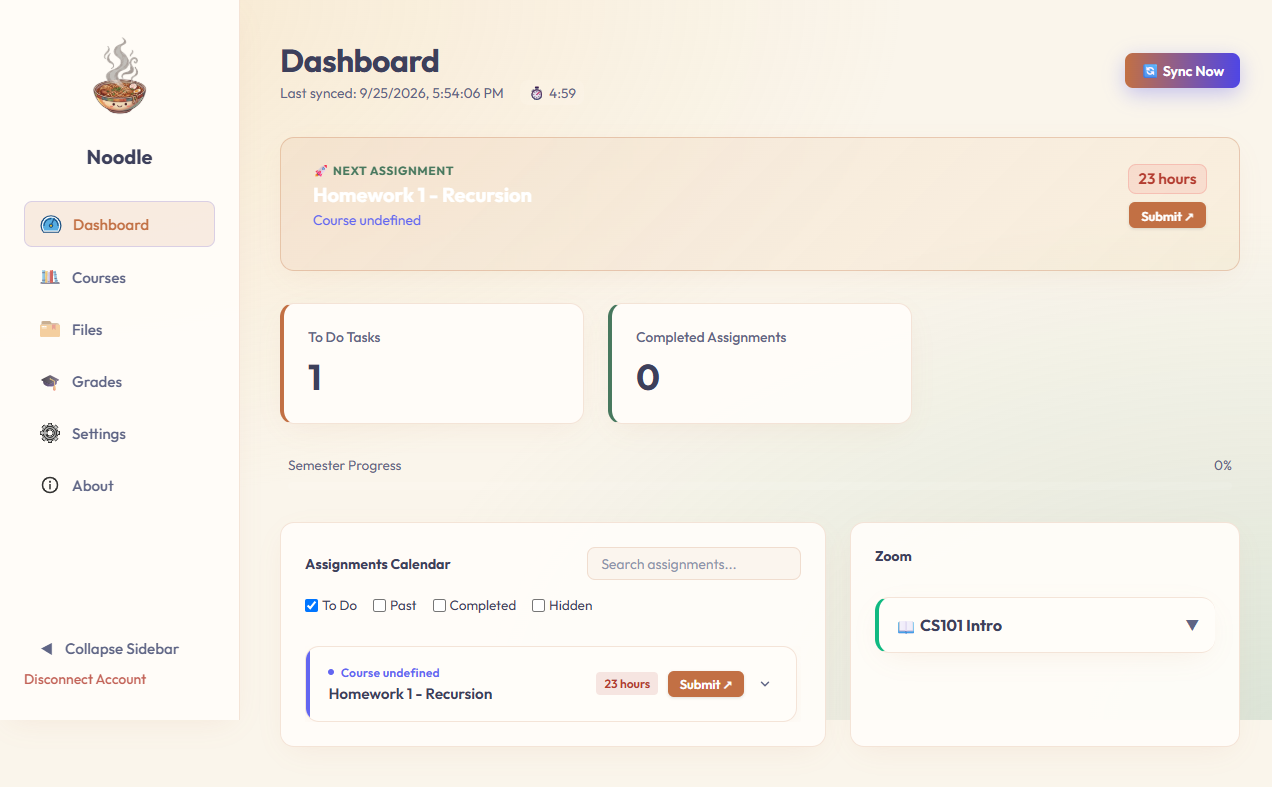 Noodle
Dashboard
Courses
Files
Grades
Settings
About
Collapse Sidebar
Disconnect Account
Dashboard
Last synced: 9/25/2026, 5:54:06 PM 4:59
Sync Now
NEXT ASSIGNMENT
Homework 1 - Recursion
Course undefined
23 hours
Submit ↗
To Do Tasks
1
Completed Assignments
0
Semester Progress 0%
Assignments Calendar
Search assignments...
To Do Past Completed Hidden
Course undefined
Homework 1 - Recursion
23 hours
Submit ↗
Zoom
CS101 Intro